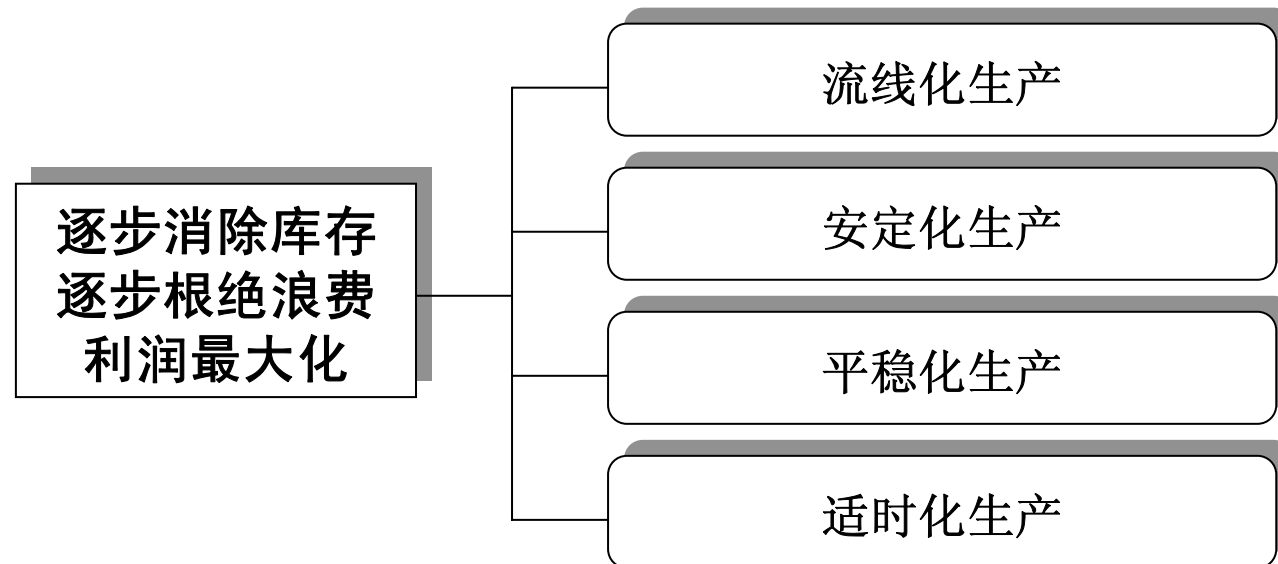 逐步消除库存
逐步根绝浪费
利润最大化
流线化生产
安定化生产
平稳化生产
适时化生产